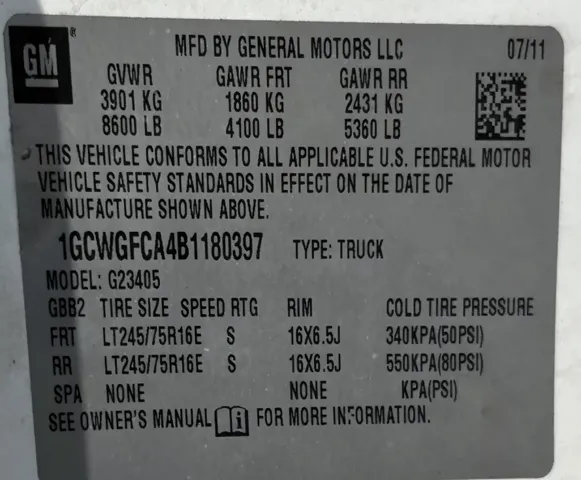 GM ®
MFD BY GENERAL MOTORS LLC 07/11
GVWR GAWR FRT GAWR RR
3901 KG 1860 KG 2431 KG
8600 LB 4100 LB 5360 LB
THIS VEHICLE CONFORMS TO ALL APPLICABLE U.S. FEDERAL MOTOR
VEHICLE SAFETY STANDARDS IN EFFECT ON THE DATE OF
MANUFACTURE SHOWN ABOVE.
1GCWGFCA4B1180397 TYPE: TRUCK
MODEL: G23405
GBB2 TIRE SIZE SPEED RTG RIM COLD TIRE PRESSURE
FRT LT245/75R16E S 16X6.5J 340KPA(50PSI)
RR LT245/75R16E S 16X6.5J 550KPA(80PSI)
SPA NONE NONE KPA(PSI)
SEE OWNER'S MANUAL i FOR MORE INFORMATION.